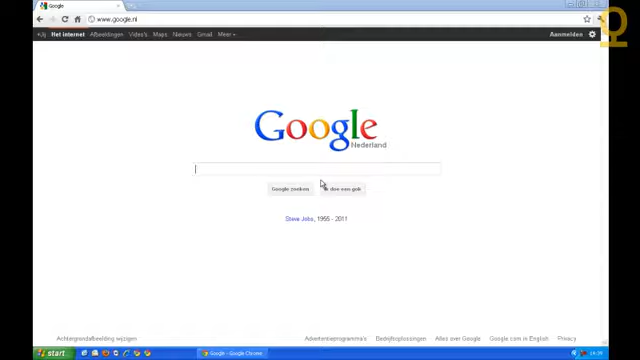 Google
www.google.nl
+Jij Het internet Afbeeldingen Video's Maps Nieuws Gmail Meer Aanmelden
Google
Nederland
Google zoeken Ik doe een gok
Steve Jobs, 1955 - 2011
Achtergrondafbeelding wijzigen Advertentieprogramma's Bedrijfsoplossingen Alles over Google Google.com in English Privacy
start Google - Google Chrome